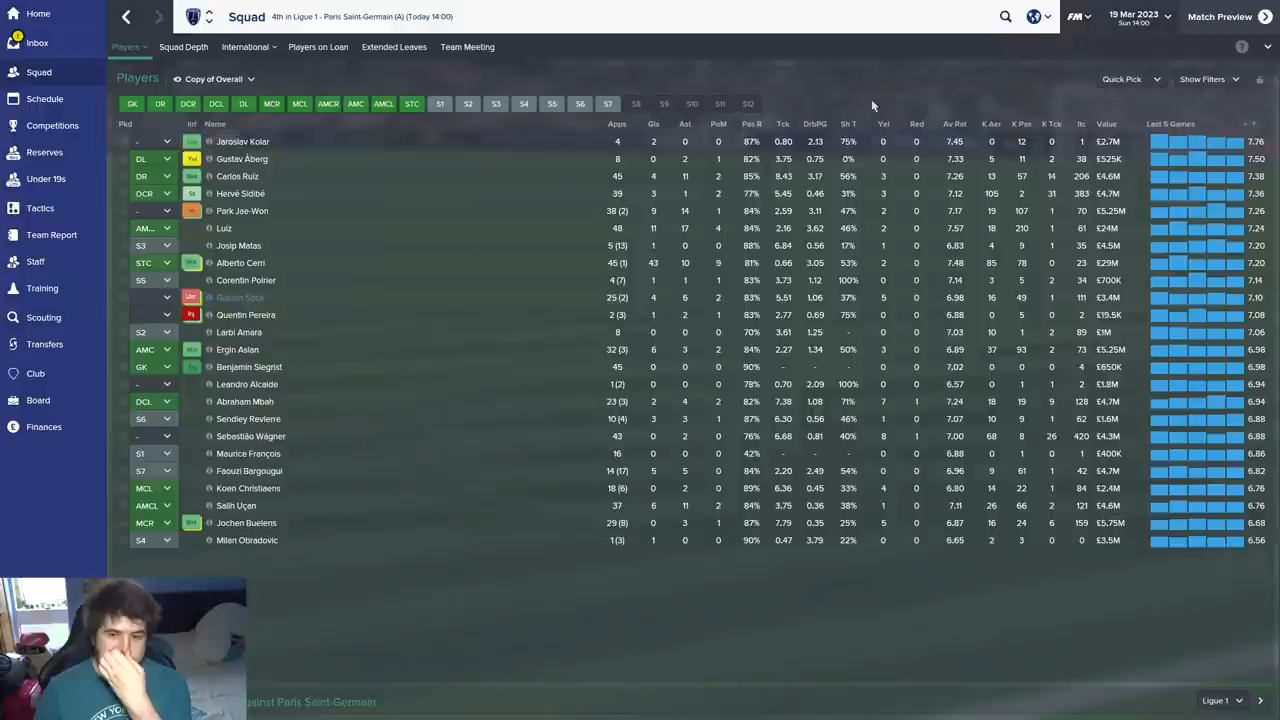 Home
Squad
4th in Ligue 1 - Paris Saint-Germain (A) (Today 14:00)
FM
19 Mar 2023
Sun 14:00
Match Preview
Inbox
Squad
Schedule
Competitions
Reserves
Under 19s
Tactics
Team Report
Staff
Training
Scouting
Transfers
Club
Board
Finances
Players Squad Depth International Players on Loan Extended Leaves Team Meeting
Players Copy of Overall Quick Pick Show Filters
GK DR DCR DCL DL MCR MCL AMCR AMC AMCL STC S1 S2 S3 S4 S5 S6 S7 S8 S9 S10 S11 S12
Pkd Inf Name Apps Gls Ast PoM Pas R Tck DrbPG Sh T Yel Red Av Rat K Aer K Pas K Tck Itc Value Last 5 Games
- Jaroslav Kolar 4 2 0 0 87% 0.80 2.13 75% 0 0 7.45 0 12 0 1 £2.7M 7.76
DL Yel Gustav Åberg 8 0 2 1 82% 3.75 0.75 0% 0 0 7.33 5 11 2 38 £525K 7.50
DR Wnt Carlos Ruiz 45 4 11 2 85% 8.43 3.17 56% 3 0 7.26 13 57 14 206 £4.6M 7.38
DCR Hervé Sidibé 39 3 1 2 77% 5.45 0.46 31% 3 0 7.12 105 2 31 383 £4.7M 7.36
- Park Jae-Won 38 (2) 9 14 1 84% 2.59 3.11 47% 2 0 7.17 19 107 1 70 £5.25M 7.26
AM... Luiz 48 11 17 4 84% 2.16 3.62 46% 2 0 7.57 18 210 1 61 £24M 7.24
S3 Josip Matas 5 (13) 1 0 0 88% 6.84 0.56 17% 1 0 6.83 4 9 1 35 £4.5M 7.20
STC Wnt Alberto Cerri 45 (1) 43 10 9 81% 0.66 3.05 53% 2 0 7.48 85 78 0 23 £29M 7.20
S5 Corentin Poirier 4 (7) 1 1 0 83% 3.73 1.12 100% 0 0 7.14 3 5 2 34 £700K 7.14
Sosa 25 (2) 4 6 2 83% 5.51 1.06 37% 5 0 6.98 16 49 1 111 £3.4M 7.10
Inj Quentin Pereira 2 (3) 1 2 1 83% 2.77 0.69 75% 0 0 6.88 0 5 0 2 £19.5K 7.08
S2 Larbi Amara 8 0 0 0 70% 3.61 1.25 - 0 0 7.03 10 1 2 89 £1M 7.06
AMC Wnt Ergin Aslan 32 (3) 6 3 2 84% 2.27 1.34 50% 3 0 6.89 37 93 2 73 £5.25M 6.98
GK Benjamin Siegrist 45 0 0 0 90% - - - 0 0 7.02 0 0 0 4 £650K 6.98
- Leandro Alcaide 1 (2) 0 0 0 78% 0.70 2.09 100% 0 0 6.57 0 1 1 2 £1.8M 6.94
DCL Abraham Mbah 23 (3) 2 4 2 82% 7.38 1.08 71% 7 1 7.24 18 19 9 128 £4.7M 6.94
S6 Sendley Revierre 10 (4) 3 3 1 87% 6.30 0.56 46% 1 0 7.07 10 9 1 62 £1.6M 6.88
- Sebastião Wágner 43 0 2 0 76% 6.68 0.81 40% 8 1 7.00 68 8 26 420 £4.3M 6.88
S1 Maurice François 16 0 0 0 42% - - - 0 0 6.88 0 1 0 0 £400K 6.86
S7 Faouzi Bargougui 14 (17) 5 5 0 84% 2.20 2.49 54% 0 0 6.96 9 61 1 42 £4.7M 6.82
MCL Koen Christiaens 18 (6) 0 2 0 89% 6.36 0.45 33% 4 0 6.80 14 22 1 84 £2.4M 6.76
AMCL Salih Uçan 37 6 11 2 84% 3.75 0.36 38% 1 0 7.11 26 66 2 121 £4.6M 6.76
MCR Wnt Jochen Buelens 29 (8) 0 3 1 87% 7.79 0.35 25% 5 0 6.87 16 24 6 159 £5.75M 6.68
S4 Milan Obradovic 1 (3) 1 0 0 90% 0.47 3.79 22% 0 0 6.65 2 3 0 0 £3.5M 6.56
NEW
against Paris Saint-Germain
Ligue 1